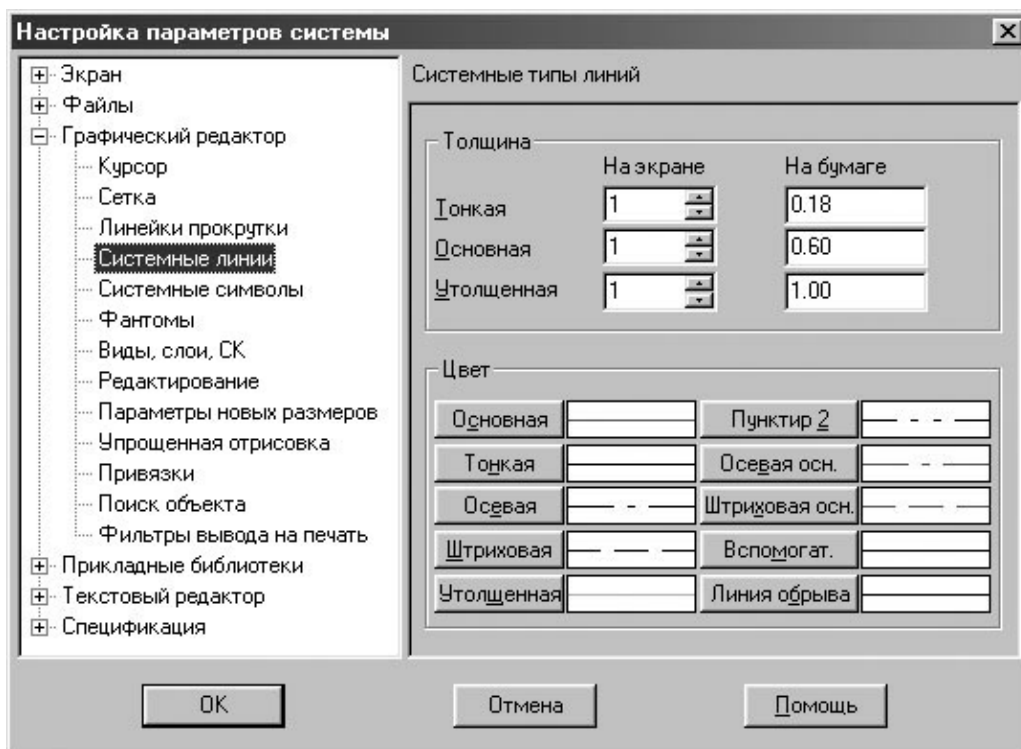 Настройка параметров системы
Экран
Файлы
Графический редактор
Курсор
Сетка
Линейки прокрутки
Системные линии
Системные символы
Фантомы
Виды, слои, СК
Редактирование
Параметры новых размеров
Упрощенная отрисовка
Привязки
Поиск объекта
Фильтры вывода на печать
Прикладные библиотеки
Текстовый редактор
Спецификация
Системные типы линий
Толщина
На экране На бумаге
Тонкая 1 0.18
Основная 1 0.60
Утолщенная 1 1.00
Цвет
Основная Пунктир 2
Тонкая Осевая осн.
Осевая Штриховая осн.
Штриховая Вспомогат.
Утолщенная Линия обрыва
OK Отмена Помощь